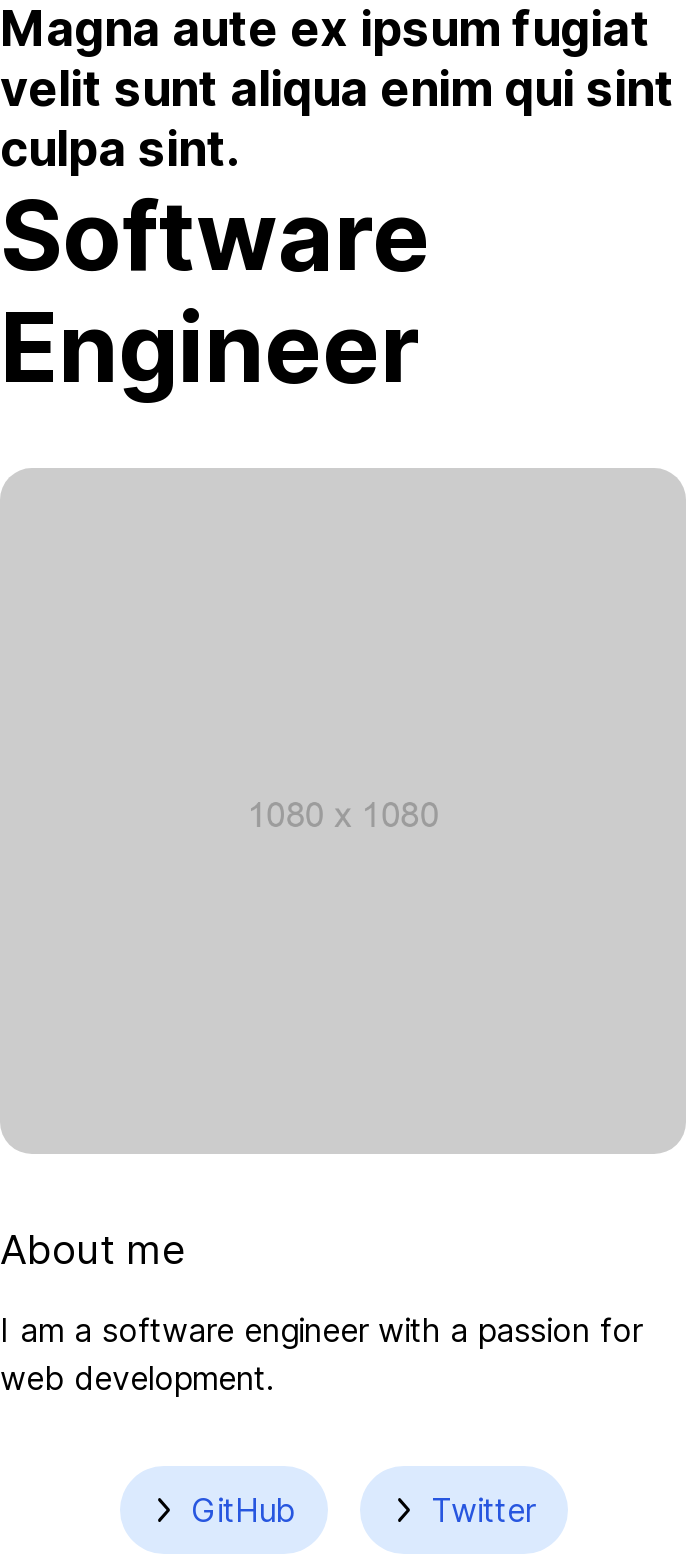 Magna aute ex ipsum fugiat
velit sunt aliqua enim qui sint
culpa sint.
Software
Engineer
1080 x 1080
About me
I am a software engineer with a passion for
web development.
GitHub
Twitter